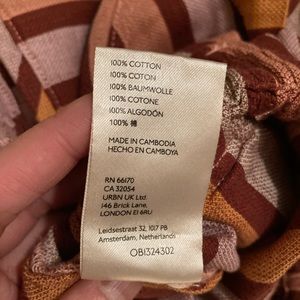 100% COTTON
100% COTON
100% BAUMWOLLE
100% COTONE
100% ALGODÓN
100% 棉
MADE IN CAMBODIA
HECHO EN CAMBOYA
RN 66170
CA 32054
URBN UK Ltd
146 Brick Lane,
LONDON E1 6RU
Leidsestraat 32, 1017 PB
Amsterdam, Netherlands
OB1324302